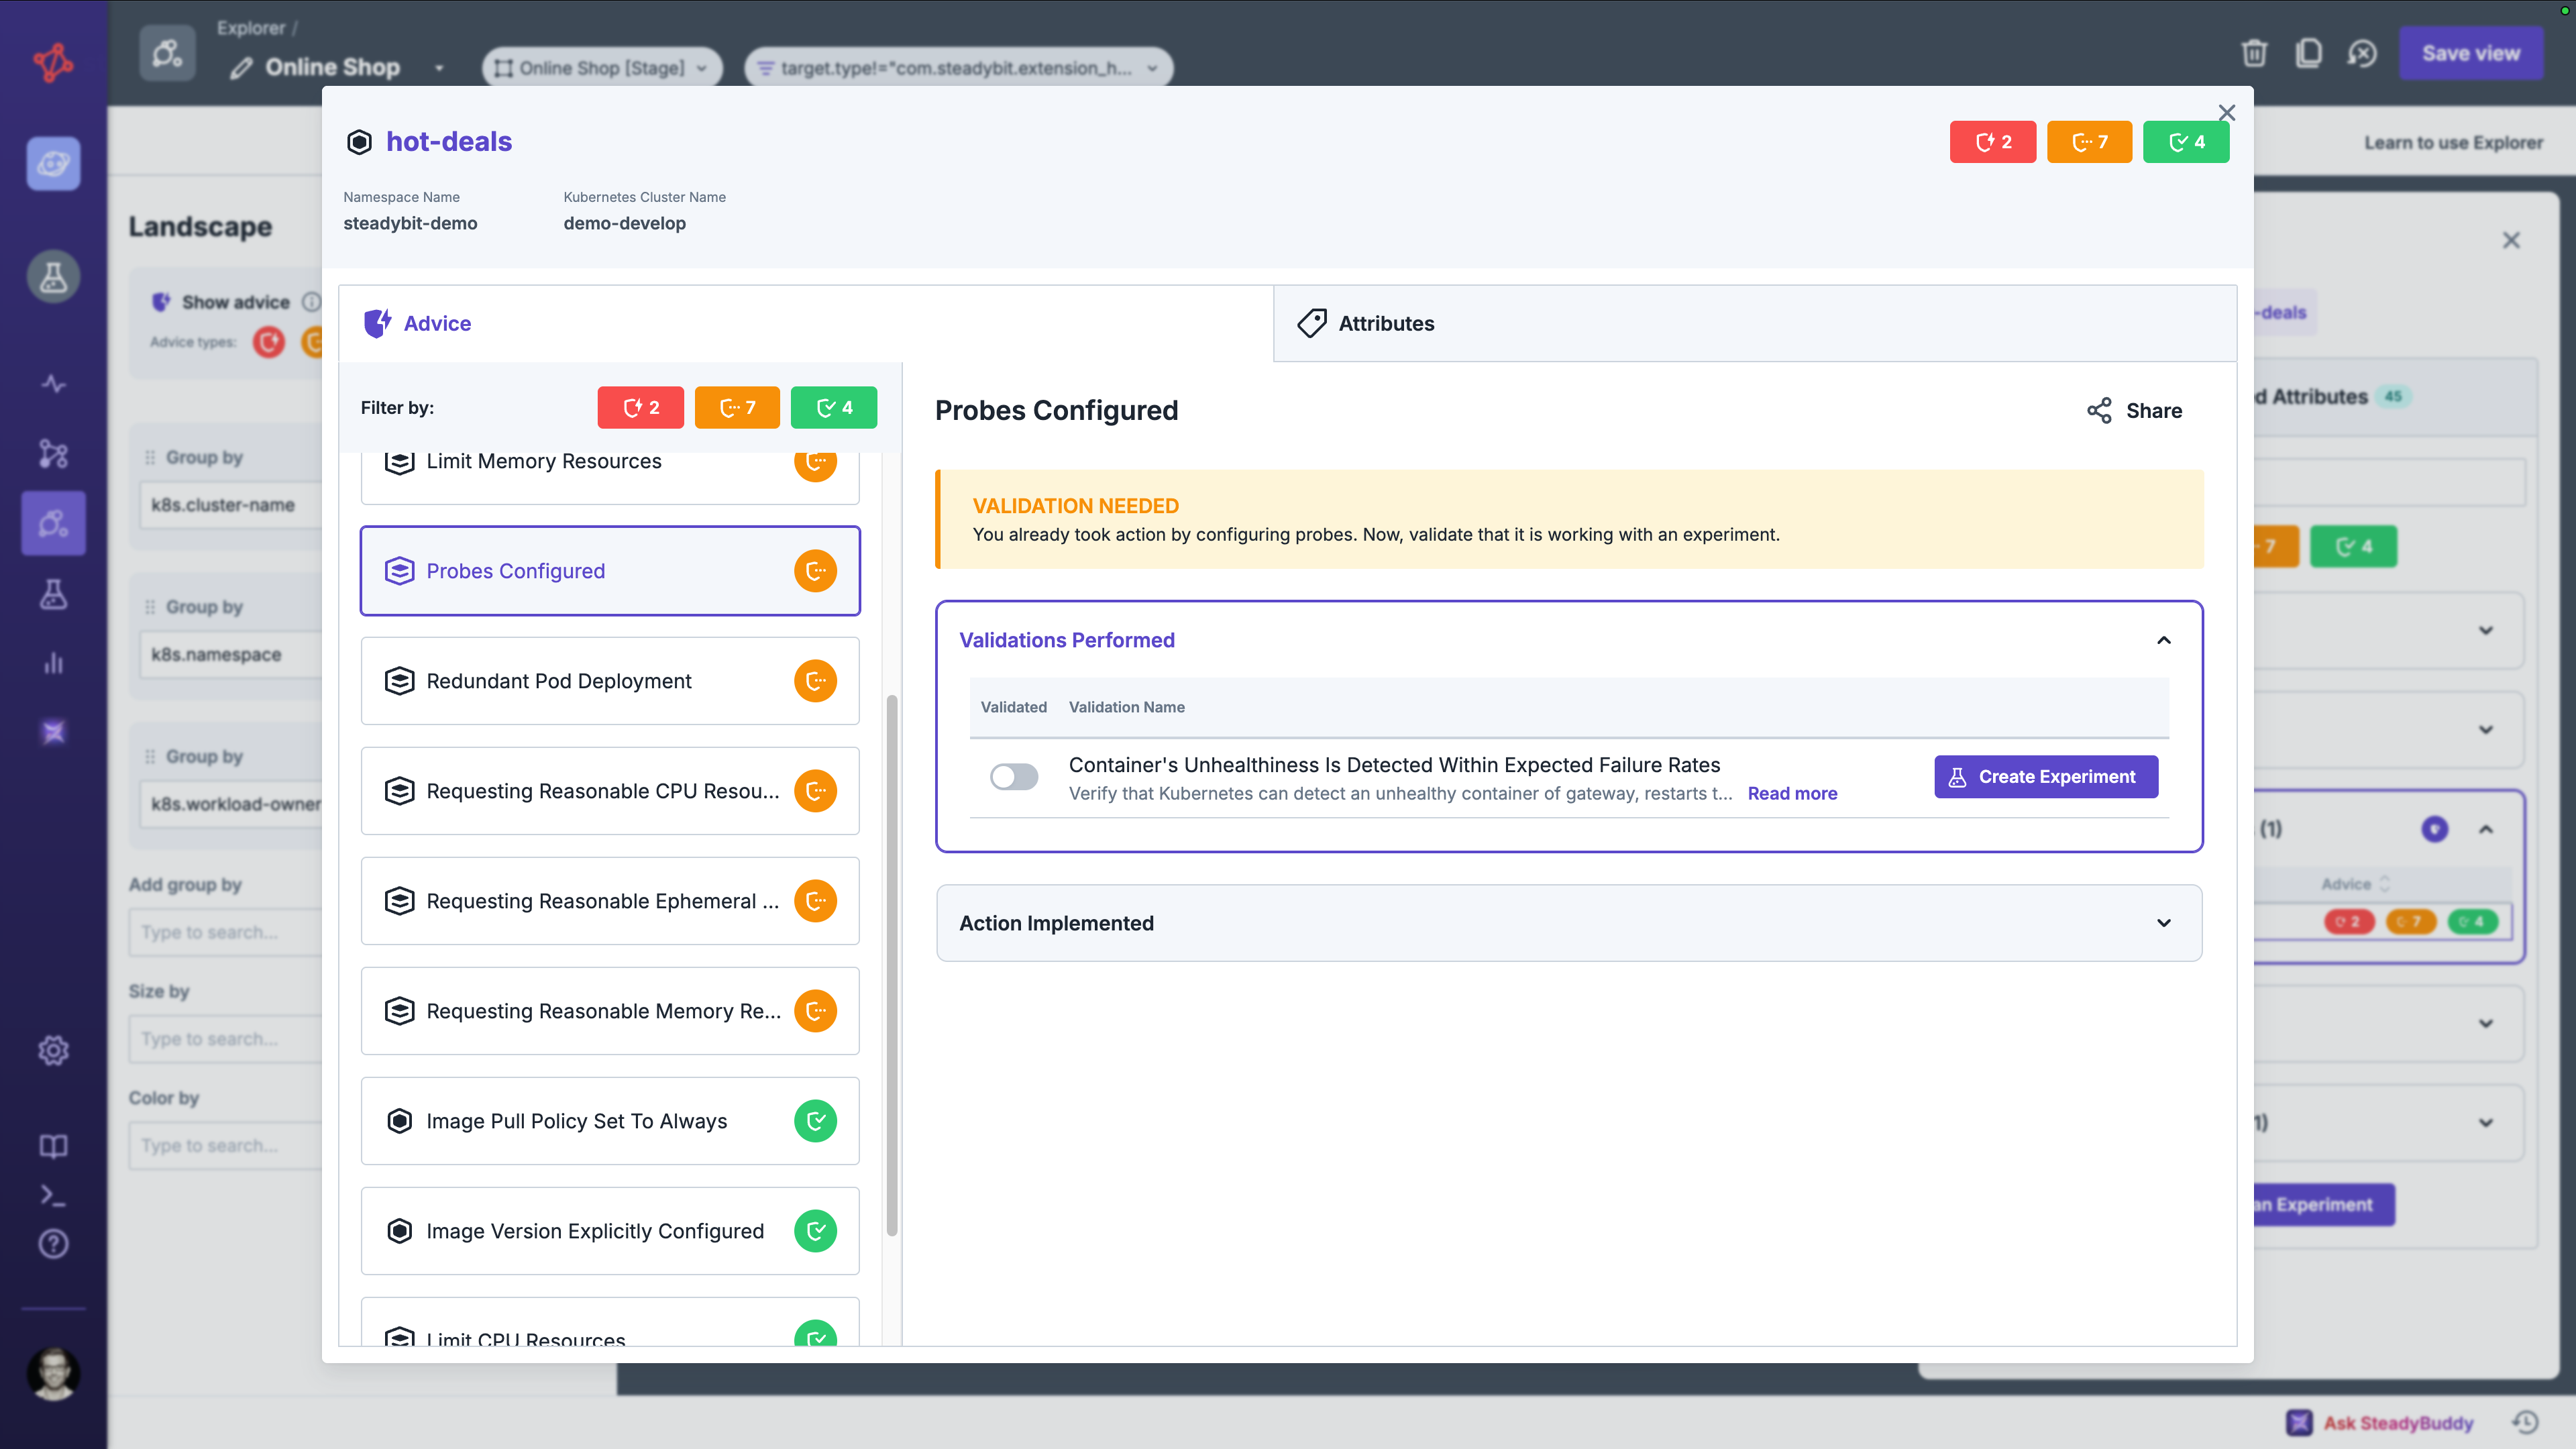 Explorer /
Online Shop
Online Shop [Stage]
target.type!="com.steadybit.extension_h...
Save view
Learn to use Explorer
Landscape
Show advice
Advice types:
Group by
k8s.cluster-name
Group by
k8s.namespace
Group by
k8s.workload-owner
Add group by
Type to search...
Size by
Type to search...
Color by
Type to search...
hot-deals
2
7
4
Namespace Name
steadybit-demo
Kubernetes Cluster Name
demo-develop
Advice
Attributes
Filter by:
2
7
4
Limit Memory Resources
Probes Configured
Redundant Pod Deployment
Requesting Reasonable CPU Resou...
Requesting Reasonable Ephemeral ...
Requesting Reasonable Memory Re...
Image Pull Policy Set To Always
Image Version Explicitly Configured
Limit CPU Resources
Probes Configured
Share
VALIDATION NEEDED
You already took action by configuring probes. Now, validate that it is working with an experiment.
Validations Performed
Validated
Validation Name
Container's Unhealthiness Is Detected Within Expected Failure Rates
Verify that Kubernetes can detect an unhealthy container of gateway, restarts t... Read more
Create Experiment
Action Implemented
-deals
d Attributes 45
7
4
(1)
Advice
2
7
4
1)
an Experiment
Ask SteadyBuddy